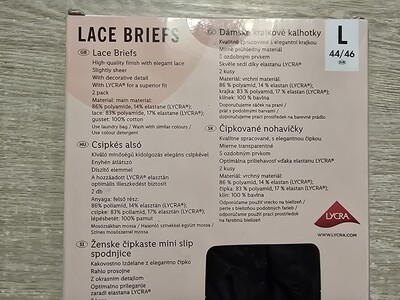 LACE BRIEFS
GB Lace Briefs
High-quality finish with elegant lace
Slightly sheer
With decorative detail
With LYCRA® for a superior fit
2 pack
Material: main material:
86% polyamide, 14% elastane (LYCRA®);
lace: 83% polyamide, 17% elastane (LYCRA®);
gusset: 100% cotton
Use laundry bag / Wash with similar colours /
Use colour detergent
HU Csipkés alsó
Kiváló minőségű kidolgozás elegáns csipkével
Enyhén átlátszó
Díszítő elemmel
A hozzáadott LYCRA® elasztán
optimális illeszkedést biztosít
2 db
Anyaga: felső rész:
86% poliamid, 14% elasztán (LYCRA®);
csipke: 83% poliamid, 17% elasztán (LYCRA®);
lépésbetét: 100% pamut
Mosózsákban mossa / Hasonló színekkel együtt mossa /
Színes mosószerrel mossa
SI Ženske čipkaste mini slip
spodnjice
Kakovostno izdelane z elegantno čipko
Rahlo prosojne
Z okrasnim detajlom
Optimalno prileganje
zaradi elastana LYCRA®
CZ Dámské krajkové kalhotky
Kvalitně zpracované s elegantní krajkou
Mírně průhledný materiál
S ozdobným prvkem
Skvěle sedí díky elastanu LYCRA®
2 kusy
Materiál: vrchní materiál:
86 % polyamid, 14 % elastan (LYCRA®);
krajka: 83 % polyamid, 17 % elastan (LYCRA®);
klín: 100 % bavlna
Doporučujeme sáček na praní /
prát s podobnými barvami /
doporučujeme prací prostředek na barevné prádlo
SK Čipkované nohavičky
Kvalitne spracované, s elegantnou čipkou
Mierne transparentné
S ozdobným prvkom
Optimálna priliehavosť vďaka elastanu LYCRA®
2 kusy
Materiál: vrchný materiál:
86 % polyamid, 14 % elastan (LYCRA®);
čipka: 83 % polyamid, 17 % elastan (LYCRA®);
klin: 100 % bavlna
Odporúčame použiť vrecko na bielizeň /
perte s bielizňou podobných farieb /
odporúčame použiť prací prostriedok
na farebnú bielizeň
L
44/46
LYCRA
WWW.LYCRA.COM